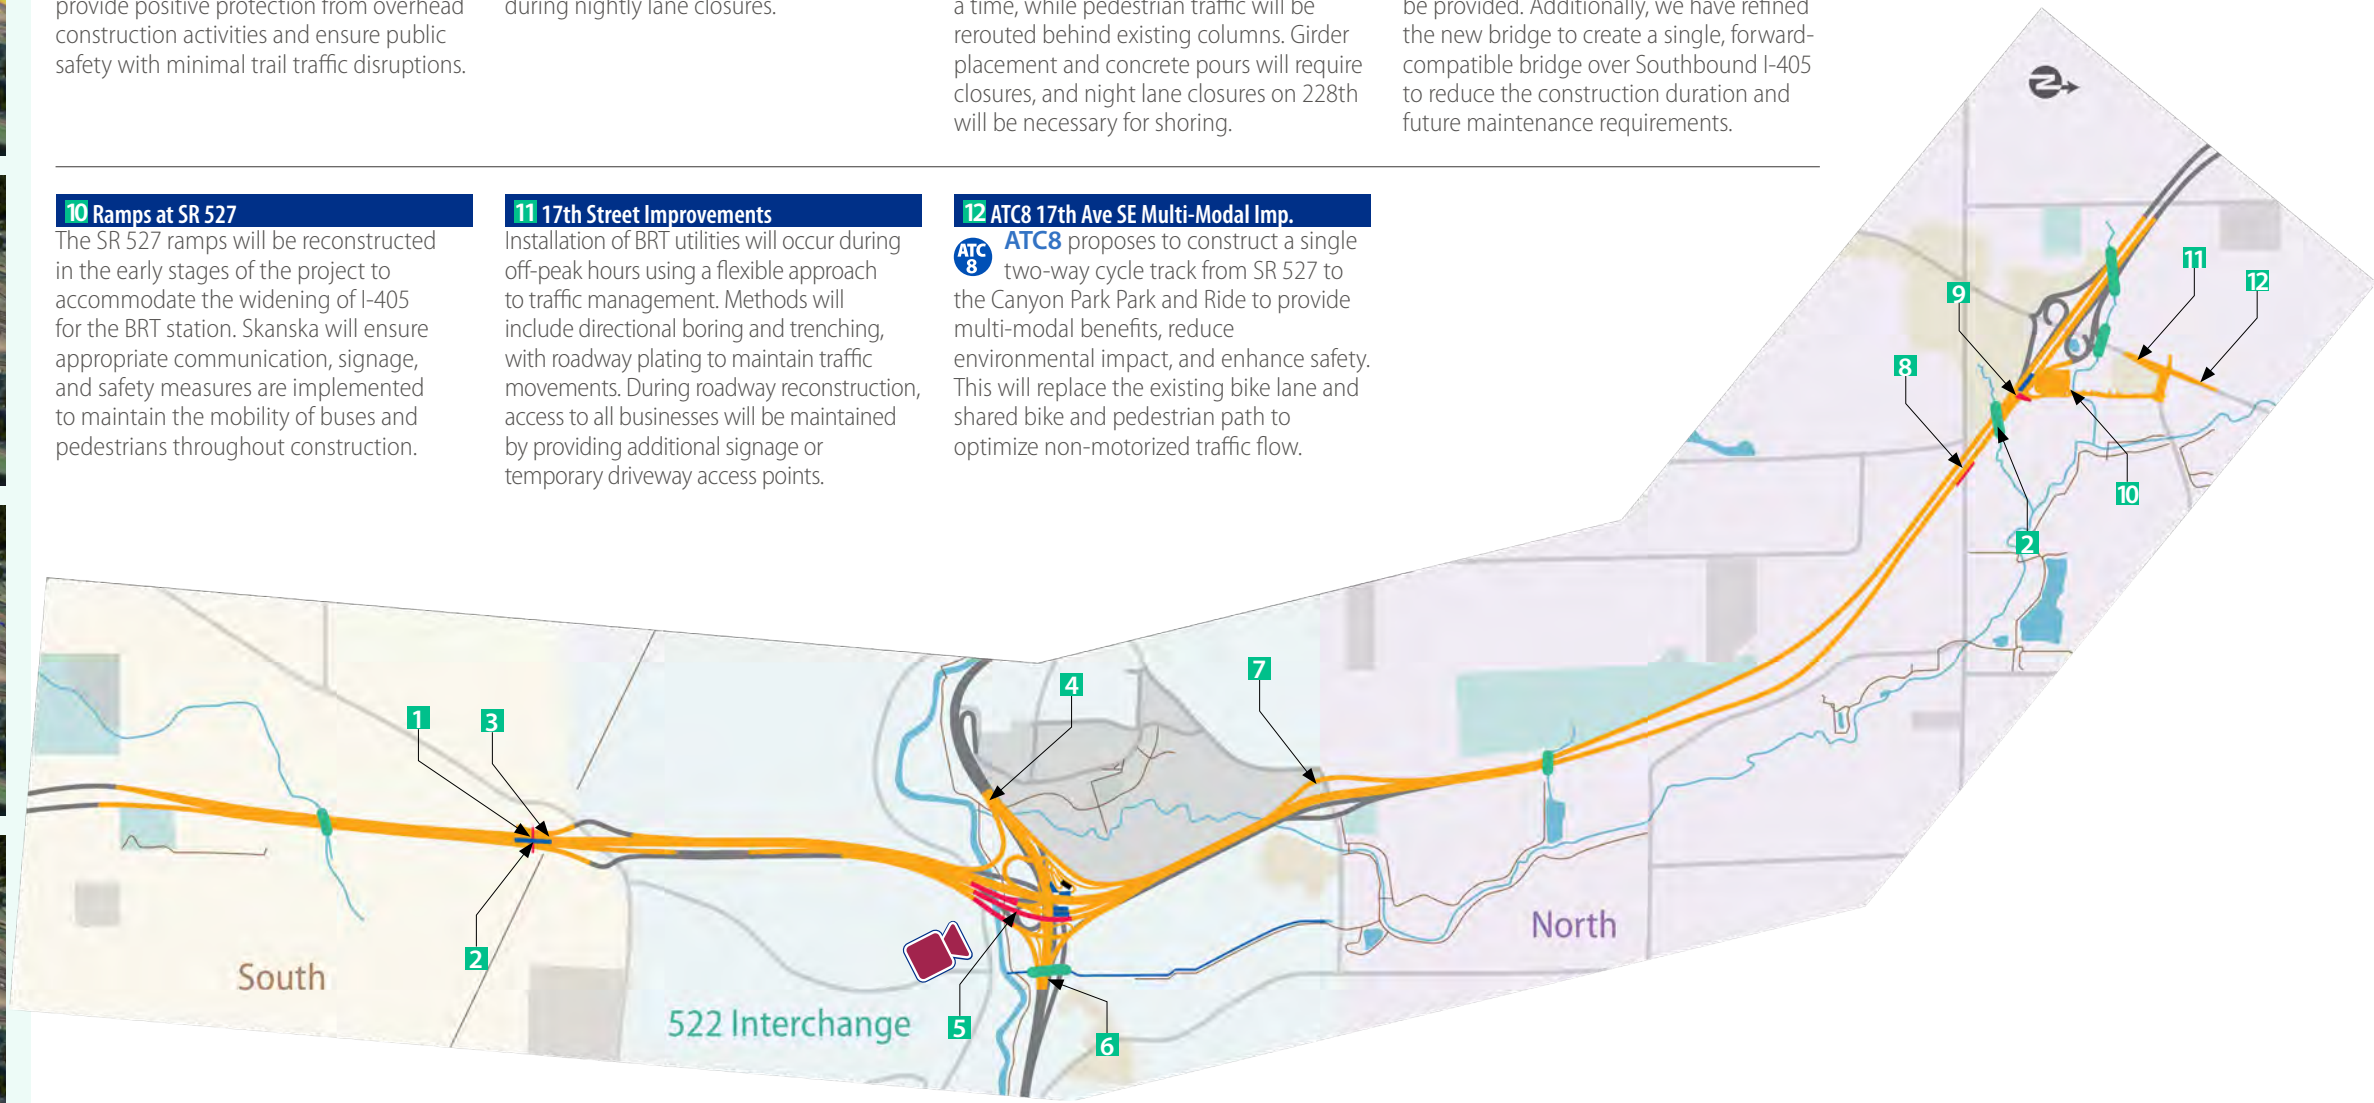 provide positive protection from overhead
construction activities and ensure public
safety with minimal trail traffic disruptions.
during nightly lane closures.
a time, while pedestrian traffic will be
rerouted behind existing columns. Girder
placement and concrete pours will require
closures, and night lane closures on 228th
will be necessary for shoring.
be provided. Additionally, we have refined
the new bridge to create a single, forward-
compatible bridge over Southbound I-405
to reduce the construction duration and
future maintenance requirements.
10 Ramps at SR 527
The SR 527 ramps will be reconstructed
in the early stages of the project to
accommodate the widening of I-405
for the BRT station. Skanska will ensure
appropriate communication, signage,
and safety measures are implemented
to maintain the mobility of buses and
pedestrians throughout construction.
11 17th Street Improvements
Installation of BRT utilities will occur during
off-peak hours using a flexible approach
to traffic management. Methods will
include directional boring and trenching,
with roadway plating to maintain traffic
movements. During roadway reconstruction,
access to all businesses will be maintained
by providing additional signage or
temporary driveway access points.
12 ATC8 17th Ave SE Multi-Modal Imp.
ATC
8
ATC8 proposes to construct a single
two-way cycle track from SR 527 to
the Canyon Park Park and Ride to provide
multi-modal benefits, reduce
environmental impact, and enhance safety.
This will replace the existing bike lane and
shared bike and pedestrian path to
optimize non-motorized traffic flow.
N
11
12
9
8
10
2
7
4
1
3
2
5
6
South
522 Interchange
North